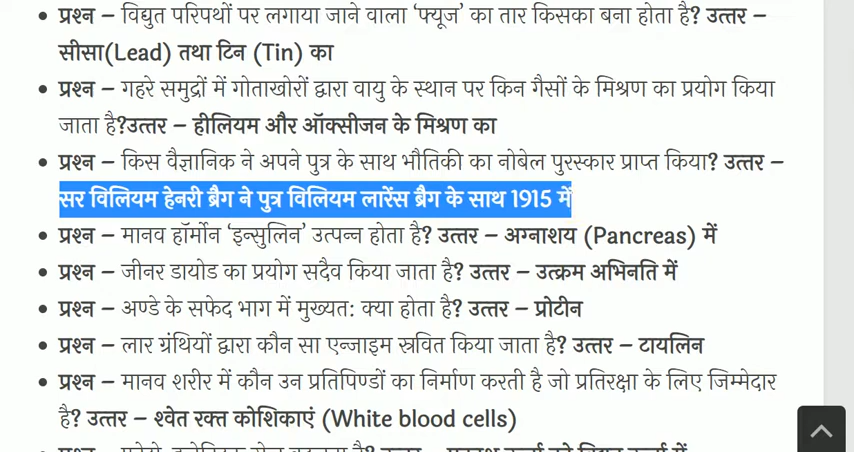 • प्रश्न – विद्युत परिपथों पर लगाया जाने वाला ‘फ्यूज’ का तार किसका बना होता है? उत्तर –
सीसा(Lead) तथा टिन (Tin) का
• प्रश्न – गहरे समुद्रों में गोताखोरों द्वारा वायु के स्थान पर किन गैसों के मिश्रण का प्रयोग किया
जाता है?उत्तर – हीलियम और ऑक्सीजन के मिश्रण का
• प्रश्न – किस वैज्ञानिक ने अपने पुत्र के साथ भौतिकी का नोबेल पुरस्कार प्राप्त किया? उत्तर –
सर विलियम हेनरी ब्रैग ने पुत्र विलियम लारेंस ब्रैग के साथ 1915 में
• प्रश्न – मानव हॉर्मोन ‘इन्सुलिन’ उत्पन्न होता है? उत्तर – अग्नाशय (Pancreas) में
• प्रश्न – जीनर डायोड का प्रयोग सदैव किया जाता है? उत्तर – उत्क्रम अभिनति में
• प्रश्न – अण्डे के सफेद भाग में मुख्यत: क्या होता है? उत्तर – प्रोटीन
• प्रश्न – लार ग्रंथियों द्वारा कौन सा एन्जाइम स्रवित किया जाता है? उत्तर – टायलिन
• प्रश्न – मानव शरीर में कौन उन प्रतिपिण्डों का निर्माण करती है जो प्रतिरक्षा के लिए जिम्मेदार
है? उत्तर – श्वेत रक्त कोशिकाएं (White blood cells)